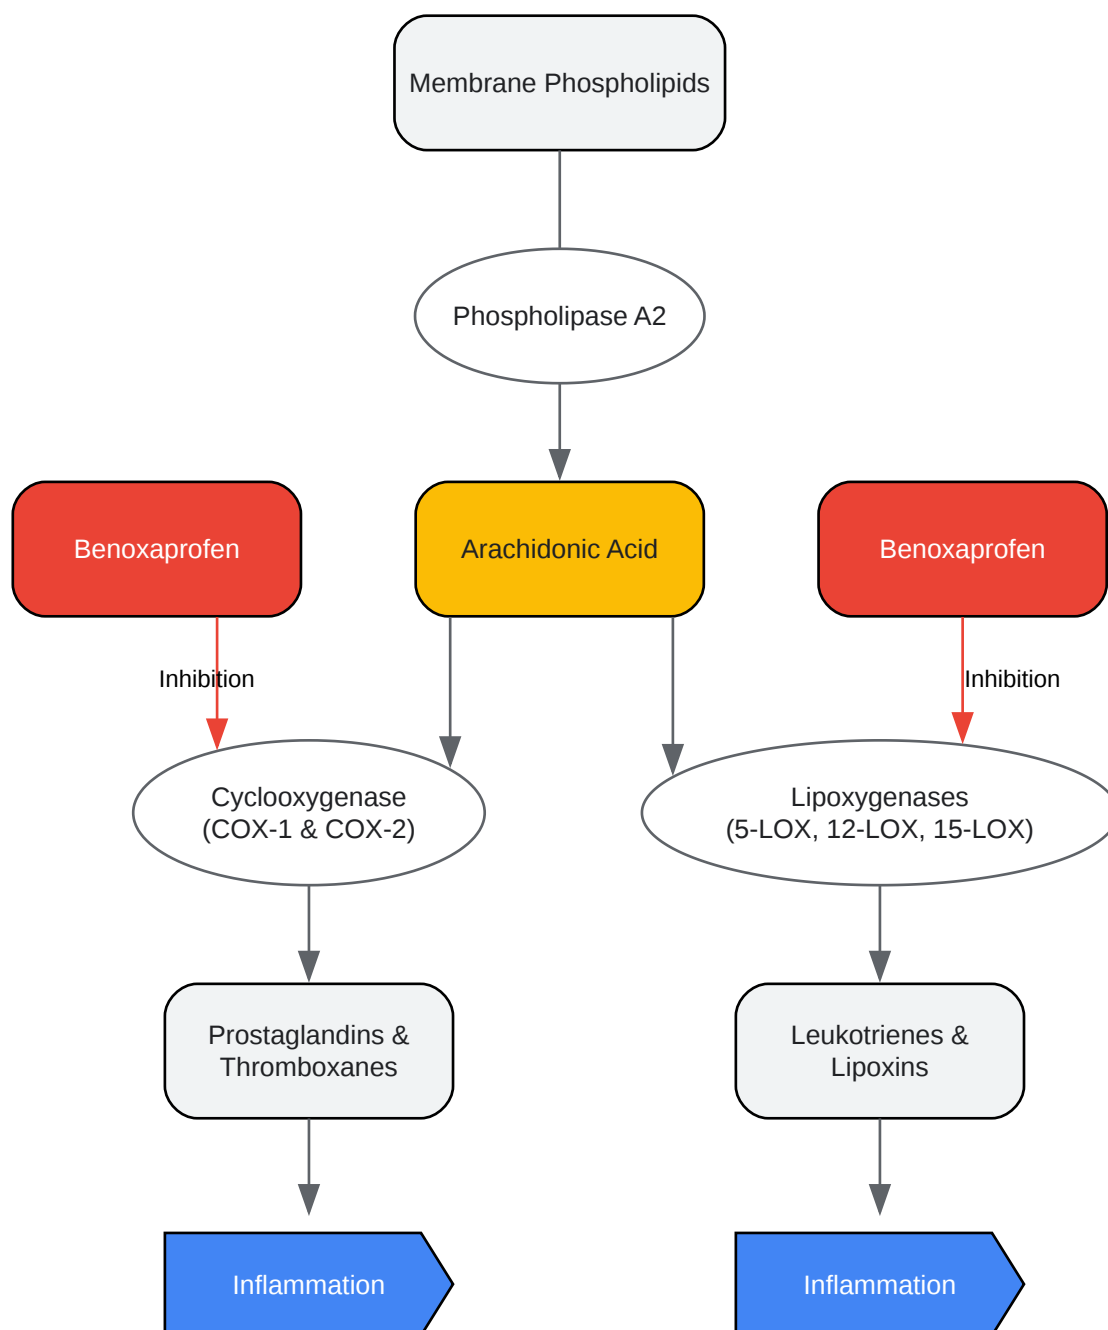 Membrane Phospholipids
Phospholipase A2
Benoxaprofen
Arachidonic Acid
Benoxaprofen
Inhibition
Inhibition
Cyclooxygenase
(COX-1 & COX-2)
Lipoxygenases
(5-LOX, 12-LOX, 15-LOX)
Prostaglandins &
Thromboxanes
Leukotrienes &
Lipoxins
Inflammation
Inflammation